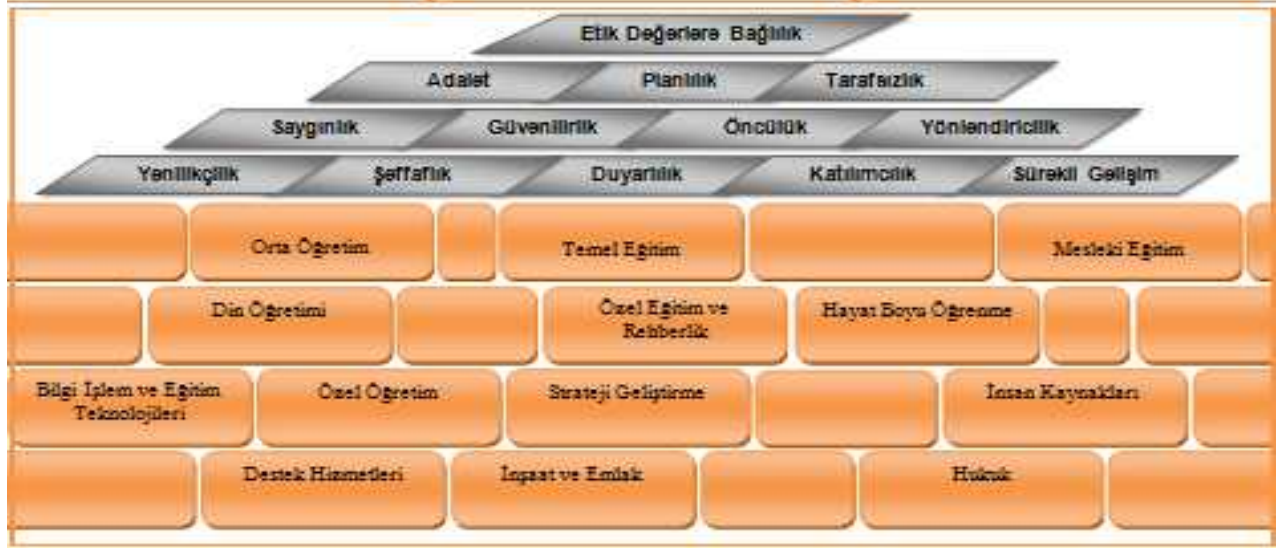 Etik Değerlere Bağlılık
Adalet Planlılık Tarafsızlık
Saygınlık Güvenilirlik Öncülük Yönlendiricilik
Yenilikçilik Şeffaflık Duyarlılık Katılımcılık Sürekli Gelişim
Orta Öğretim Temel Eğitim Mesleki Eğitim
Din Öğretimi
Özel Eğitim ve
Rehberlik
Hayat Boyu Öğrenme
Bilgi İşlem ve Eğitim
Teknolojileri
Özel Öğretim Strateji Geliştirme İnsan Kaynakları
Destek Hizmetleri İnşaat ve Emlak Hukuk